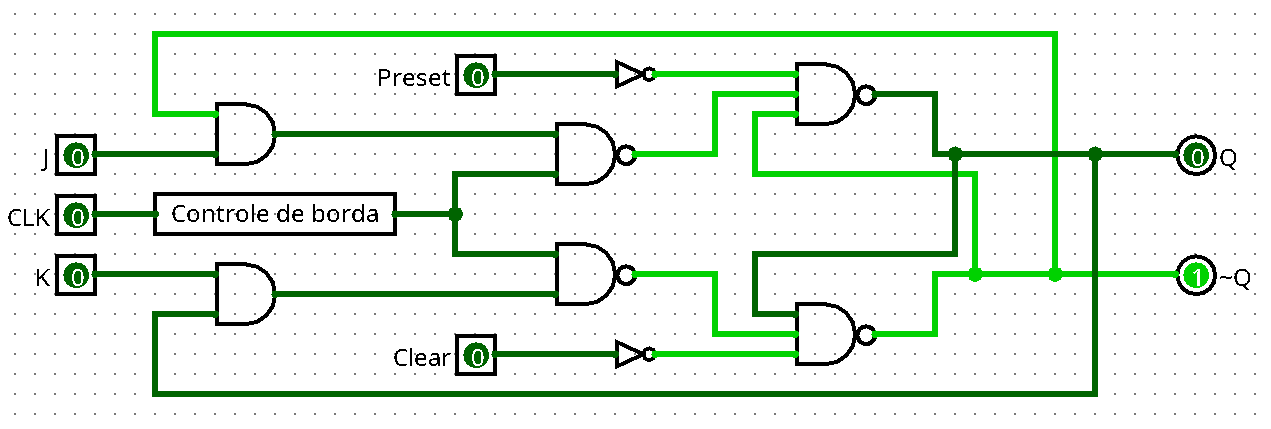 Preset 0
J 0
0 Q
CLK 0
Controle de borda
K 0
1 ~Q
Clear 0